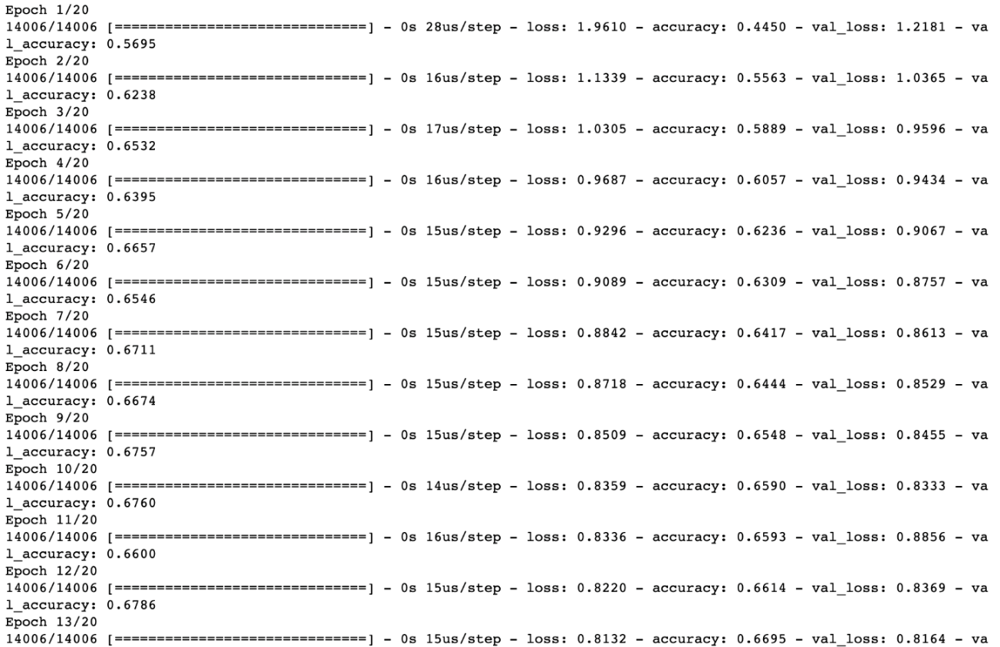 Epoch 1/20
14006/14006 [==============================] - 0s 28us/step - loss: 1.9610 - accuracy: 0.4450 - val_loss: 1.2181 - va
l_accuracy: 0.5695
Epoch 2/20
14006/14006 [==============================] - 0s 16us/step - loss: 1.1339 - accuracy: 0.5563 - val_loss: 1.0365 - va
l_accuracy: 0.6238
Epoch 3/20
14006/14006 [==============================] - 0s 17us/step - loss: 1.0305 - accuracy: 0.5889 - val_loss: 0.9596 - va
l_accuracy: 0.6532
Epoch 4/20
14006/14006 [==============================] - 0s 16us/step - loss: 0.9687 - accuracy: 0.6057 - val_loss: 0.9434 - va
l_accuracy: 0.6395
Epoch 5/20
14006/14006 [==============================] - 0s 15us/step - loss: 0.9296 - accuracy: 0.6236 - val_loss: 0.9067 - va
l_accuracy: 0.6657
Epoch 6/20
14006/14006 [==============================] - 0s 15us/step - loss: 0.9089 - accuracy: 0.6309 - val_loss: 0.8757 - va
l_accuracy: 0.6546
Epoch 7/20
14006/14006 [==============================] - 0s 15us/step - loss: 0.8842 - accuracy: 0.6417 - val_loss: 0.8613 - va
l_accuracy: 0.6711
Epoch 8/20
14006/14006 [==============================] - 0s 15us/step - loss: 0.8718 - accuracy: 0.6444 - val_loss: 0.8529 - va
l_accuracy: 0.6674
Epoch 9/20
14006/14006 [==============================] - 0s 15us/step - loss: 0.8509 - accuracy: 0.6548 - val_loss: 0.8455 - va
l_accuracy: 0.6757
Epoch 10/20
14006/14006 [==============================] - 0s 14us/step - loss: 0.8359 - accuracy: 0.6590 - val_loss: 0.8333 - va
l_accuracy: 0.6760
Epoch 11/20
14006/14006 [==============================] - 0s 16us/step - loss: 0.8336 - accuracy: 0.6593 - val_loss: 0.8856 - va
l_accuracy: 0.6600
Epoch 12/20
14006/14006 [==============================] - 0s 15us/step - loss: 0.8220 - accuracy: 0.6614 - val_loss: 0.8369 - va
l_accuracy: 0.6786
Epoch 13/20
14006/14006 [==============================] - 0s 15us/step - loss: 0.8132 - accuracy: 0.6695 - val_loss: 0.8164 - va